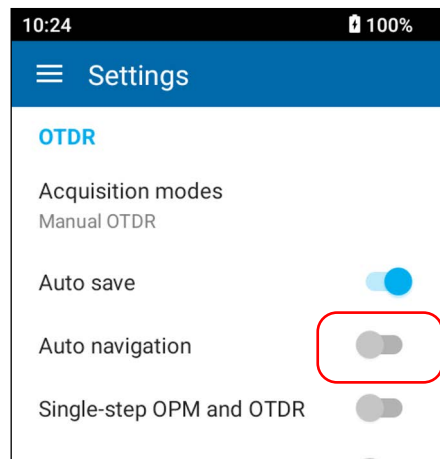 10:24 100%
Settings
OTDR
Acquisition modes
Manual OTDR
Auto save
Auto navigation
Single-step OPM and OTDR